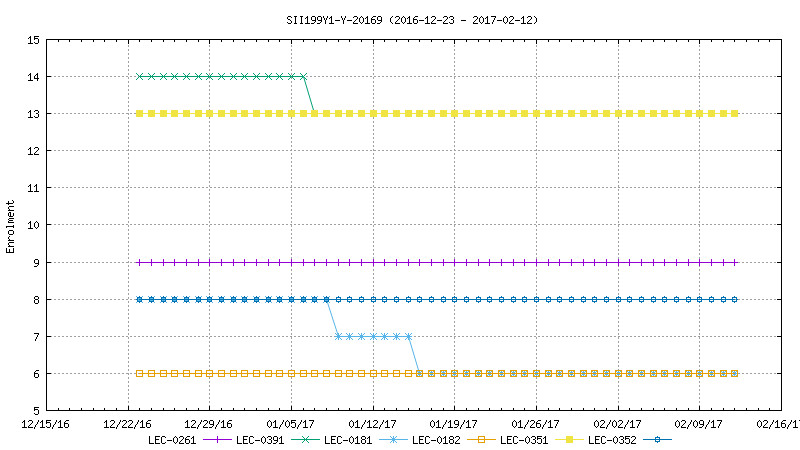 SII199Y1-Y-20169 (2016-12-23 - 2017-02-12)
15
14
13
12
11
10
9
8
7
6
5
Enrolment
12/15/16 12/22/16 12/29/16 01/05/17 01/12/17 01/19/17 01/26/17 02/02/17 02/09/17 02/16/17
LEC-0261 LEC-0391 LEC-0181 LEC-0182 LEC-0351 LEC-0352